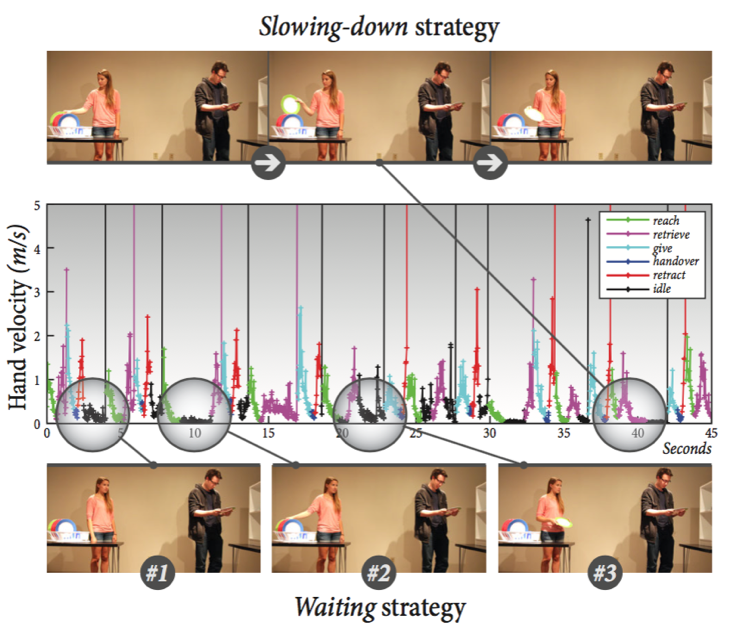 Slowing-down strategy
Hand velocity (m/s)
5
4
3
2
1
0
reach
retrieve
give
handover
retract
idle
0 5 10 15 20 25 30 35 40 45
Seconds
#1 #2 #3
Waiting strategy